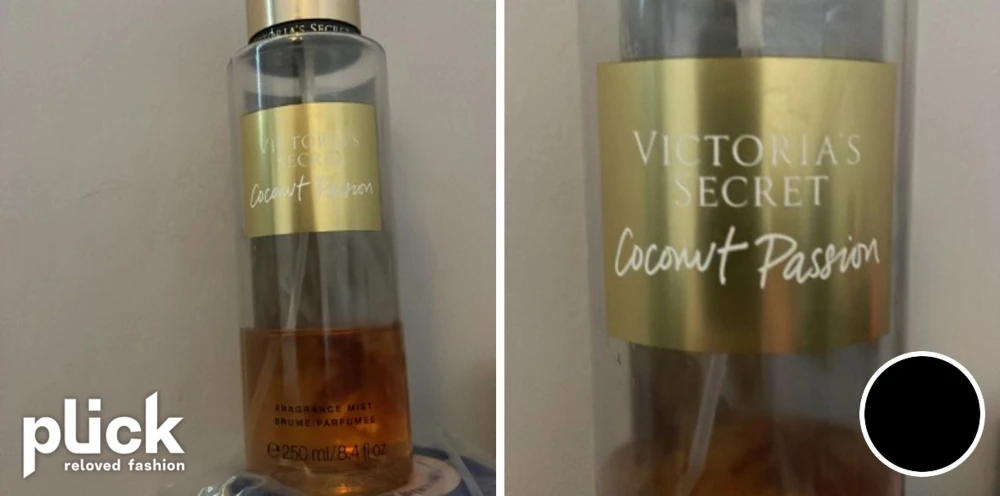 VICTORIA'S SECRET
VICTORIA'S
SECRET
Coconut Passion
FRAGRANCE MIST
BRUME PARFUMÉE
℮ 250 ml/8.4 fl oz
plick
reloved fashion
VICTORIA'S
SECRET
Coconut Passion